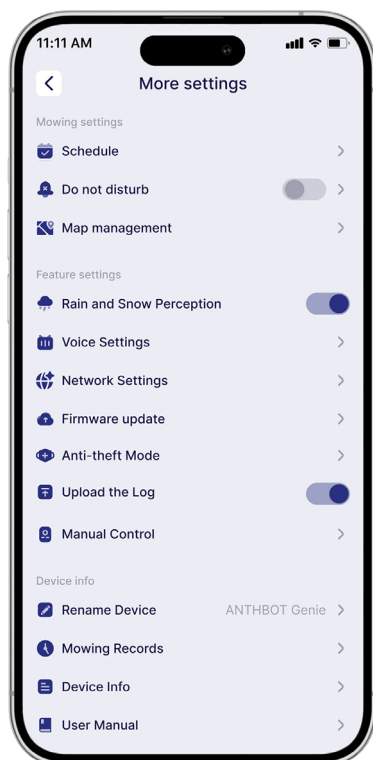 11:11 AM
More settings
Mowing settings
Schedule
Do not disturb
Map management
Feature settings
Rain and Snow Perception
Voice Settings
Network Settings
Firmware update
Anti-theft Mode
Upload the Log
Manual Control
Device info
Rename Device ANTHBOT Genie
Mowing Records
Device Info
User Manual